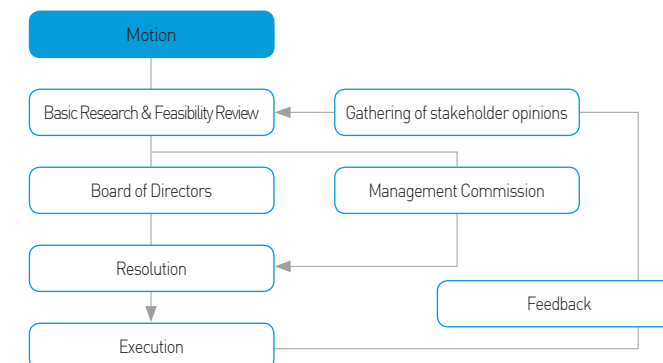 Motion
Basic Research & Feasibility Review
Gathering of stakeholder opinions
Board of Directors
Management Commission
Resolution
Feedback
Execution